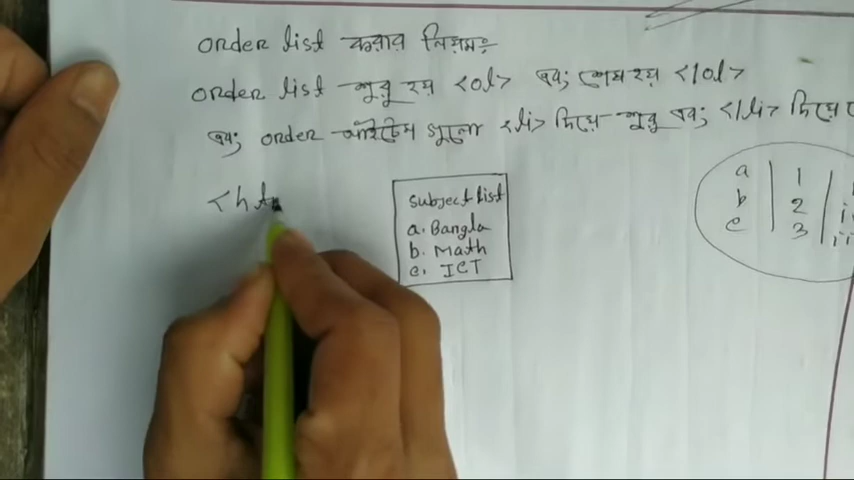 order list করার নিয়মঃ
order list শুরু হয় <ol> এবং শেষ হয় </ol>
এবং order আইটেম গুলো <li> দিয়ে শুরু এবং </li> দিয়ে
<ht
Subject list
a. Bangla
b. Math
c. ICT
a 1
b 2
c 3